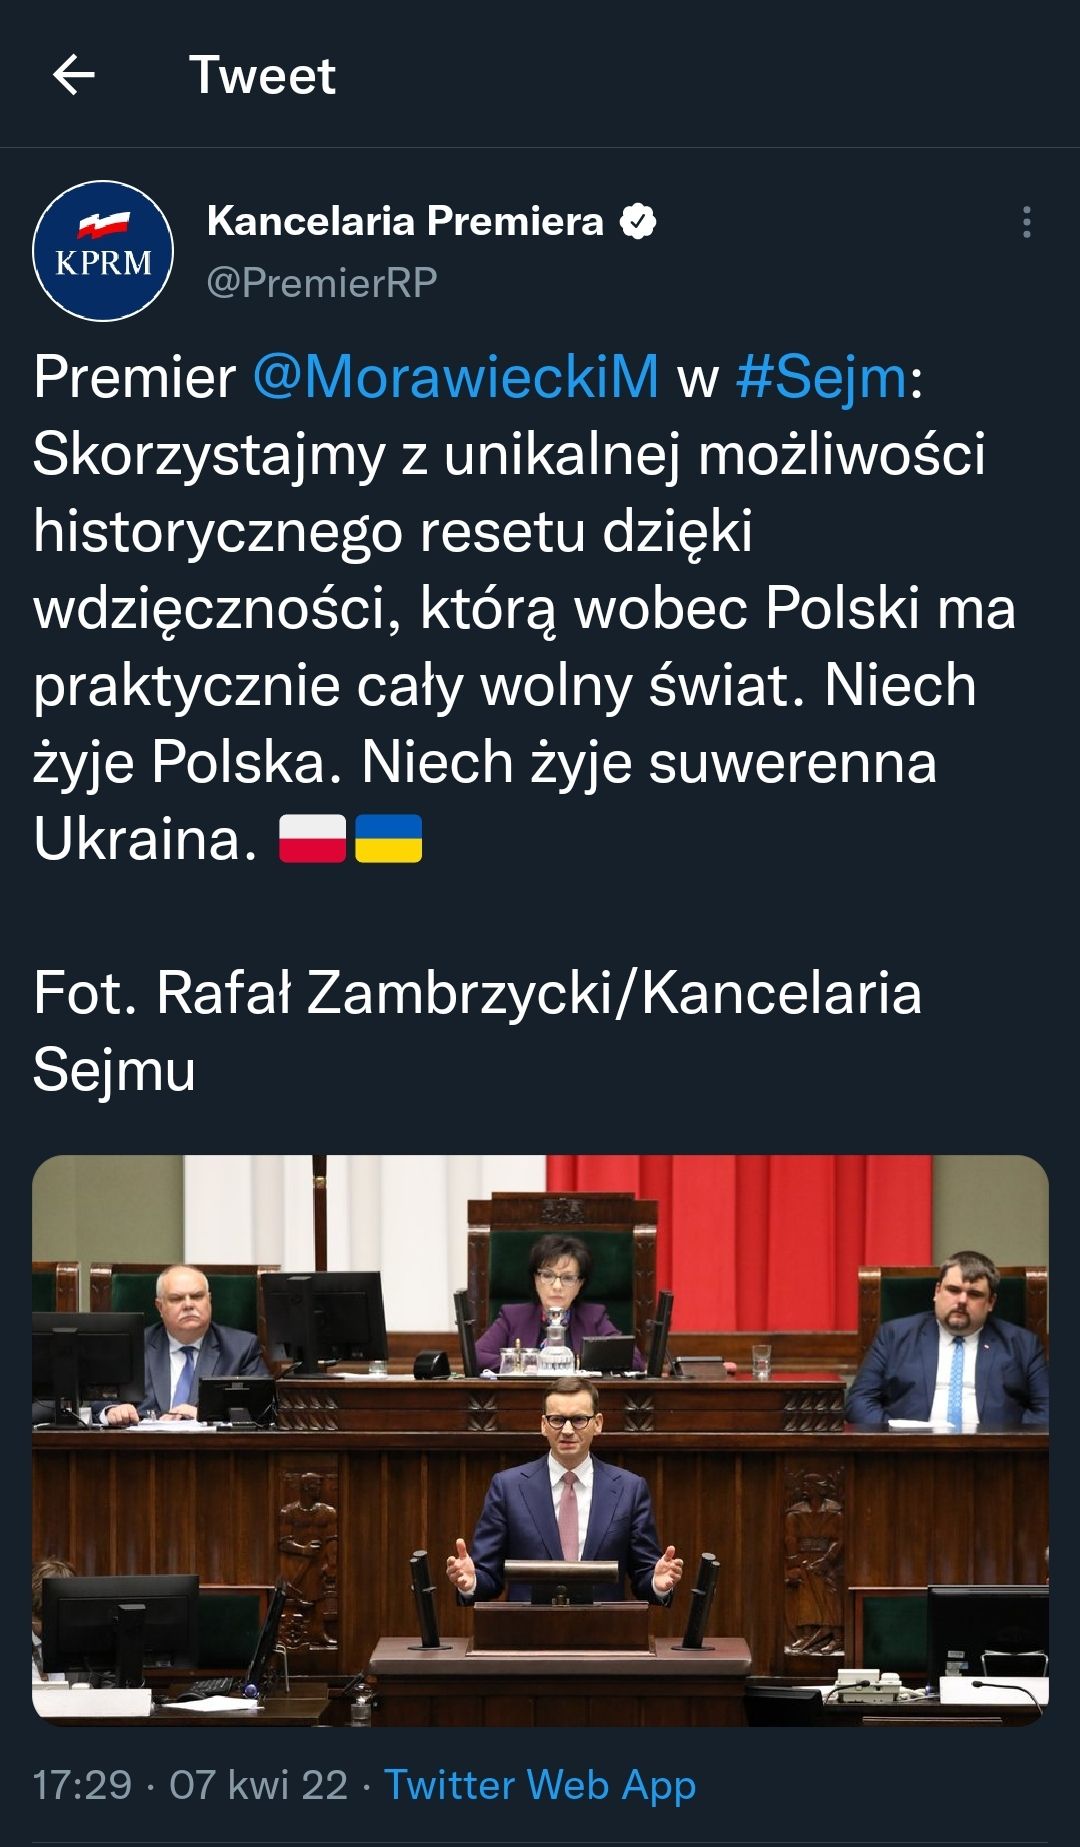 Tweet
KPRM
Kancelaria Premiera
@PremierRP
Premier @MorawieckiM w #Sejm:
Skorzystajmy z unikalnej możliwości
historycznego resetu dzięki
wdzięczności, którą wobec Polski ma
praktycznie cały wolny świat. Niech
żyje Polska. Niech żyje suwerenna
Ukraina. 🇵🇱🇺🇦
Fot. Rafał Zambrzycki/Kancelaria
Sejmu
17:29 · 07 kwi 22 · Twitter Web App